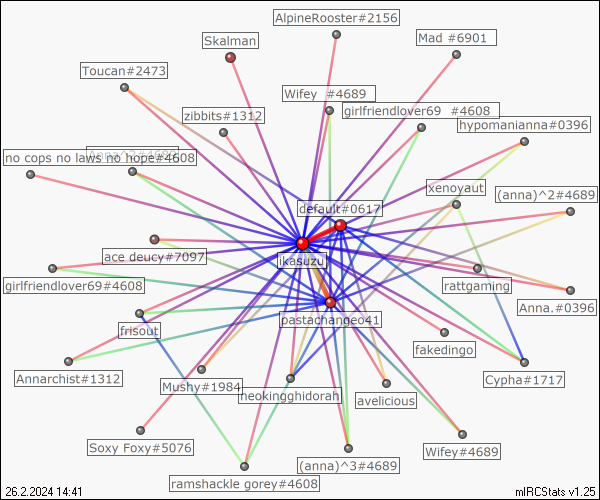 AlpineRooster#2156
Skalman
Mad #6901
Toucan#2473
Wifey  #4689
girlfriendlover69  #4608
zibbits#1312
hypomanianna#0396
no cops no laws no hope#4608
xenoyaut
(anna)^2#4689
default#0617
ace deucy#7097
ikasuzu
girlfriendlover69#4608
rattgaming
Anna.#0396
frisout
pastachangeo41
fakedingo
Annarchist#1312
Mushy#1984
Cypha#1717
neokingghidorah
avelicious
Soxy Foxy#5076
Wifey#4689
(anna)^3#4689
ramshackle gorey#4608
26.2.2024 14:41
mIRCStats v1.25